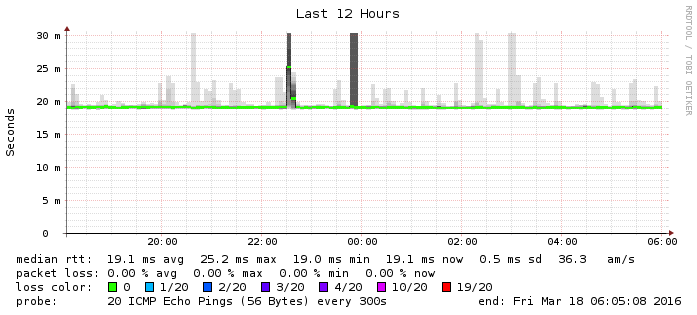 Last 12 Hours
RRDTOOL / TOBI OETIKER
Seconds
30 m
25 m
20 m
15 m
10 m
5 m
0
20:00 22:00 00:00 02:00 04:00 06:00
median rtt: 19.1 ms avg 25.2 ms max 19.0 ms min 19.1 ms now 0.5 ms sd 36.3 am/s
packet loss: 0.00 % avg 0.00 % max 0.00 % min 0.00 % now
loss color: 0 1/20 2/20 3/20 4/20 10/20 19/20
probe: 20 ICMP Echo Pings (56 Bytes) every 300s end: Fri Mar 18 06:05:08 2016